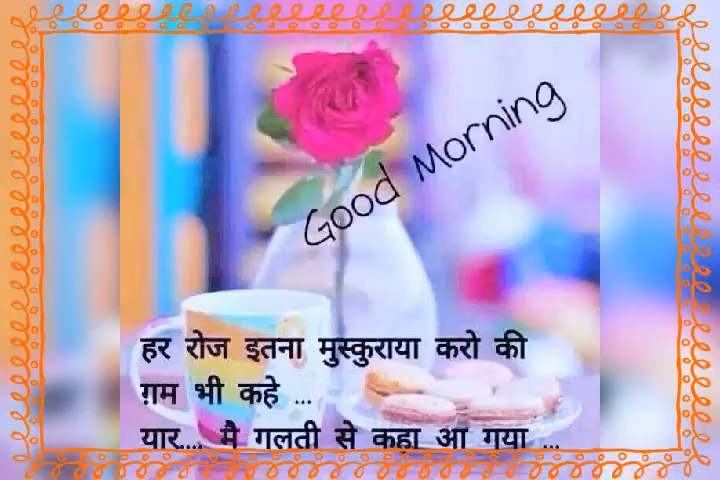 Good Morning
हर रोज इतना मुस्कुराया करो की
ग़म भी कहे ...
यार.... मै गलती से कहा आ गया ...